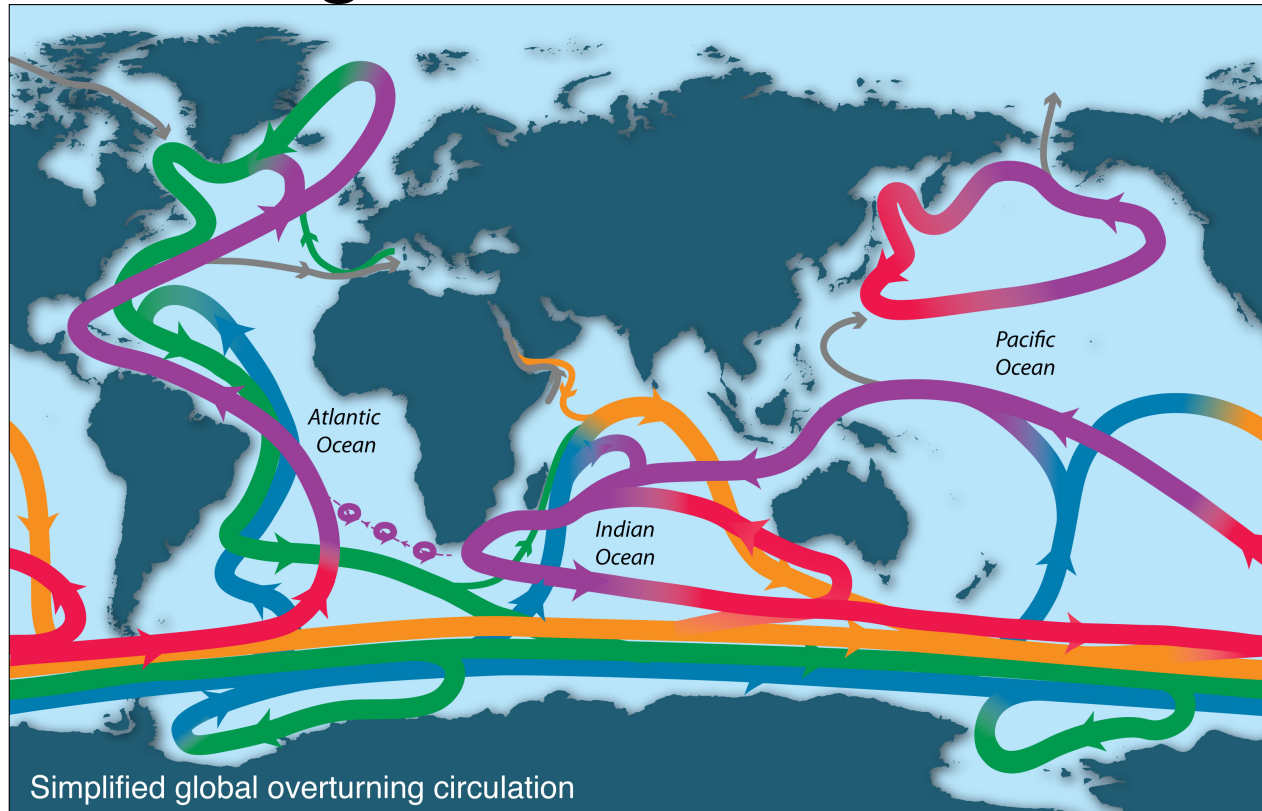 Pacific
Ocean
Atlantic
Ocean
Indian
Ocean
Simplified global overturning circulation